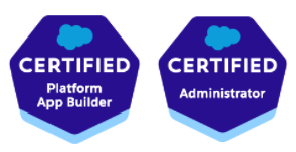 CERTIFIED
Platform
App Builder
CERTIFIED
Administrator